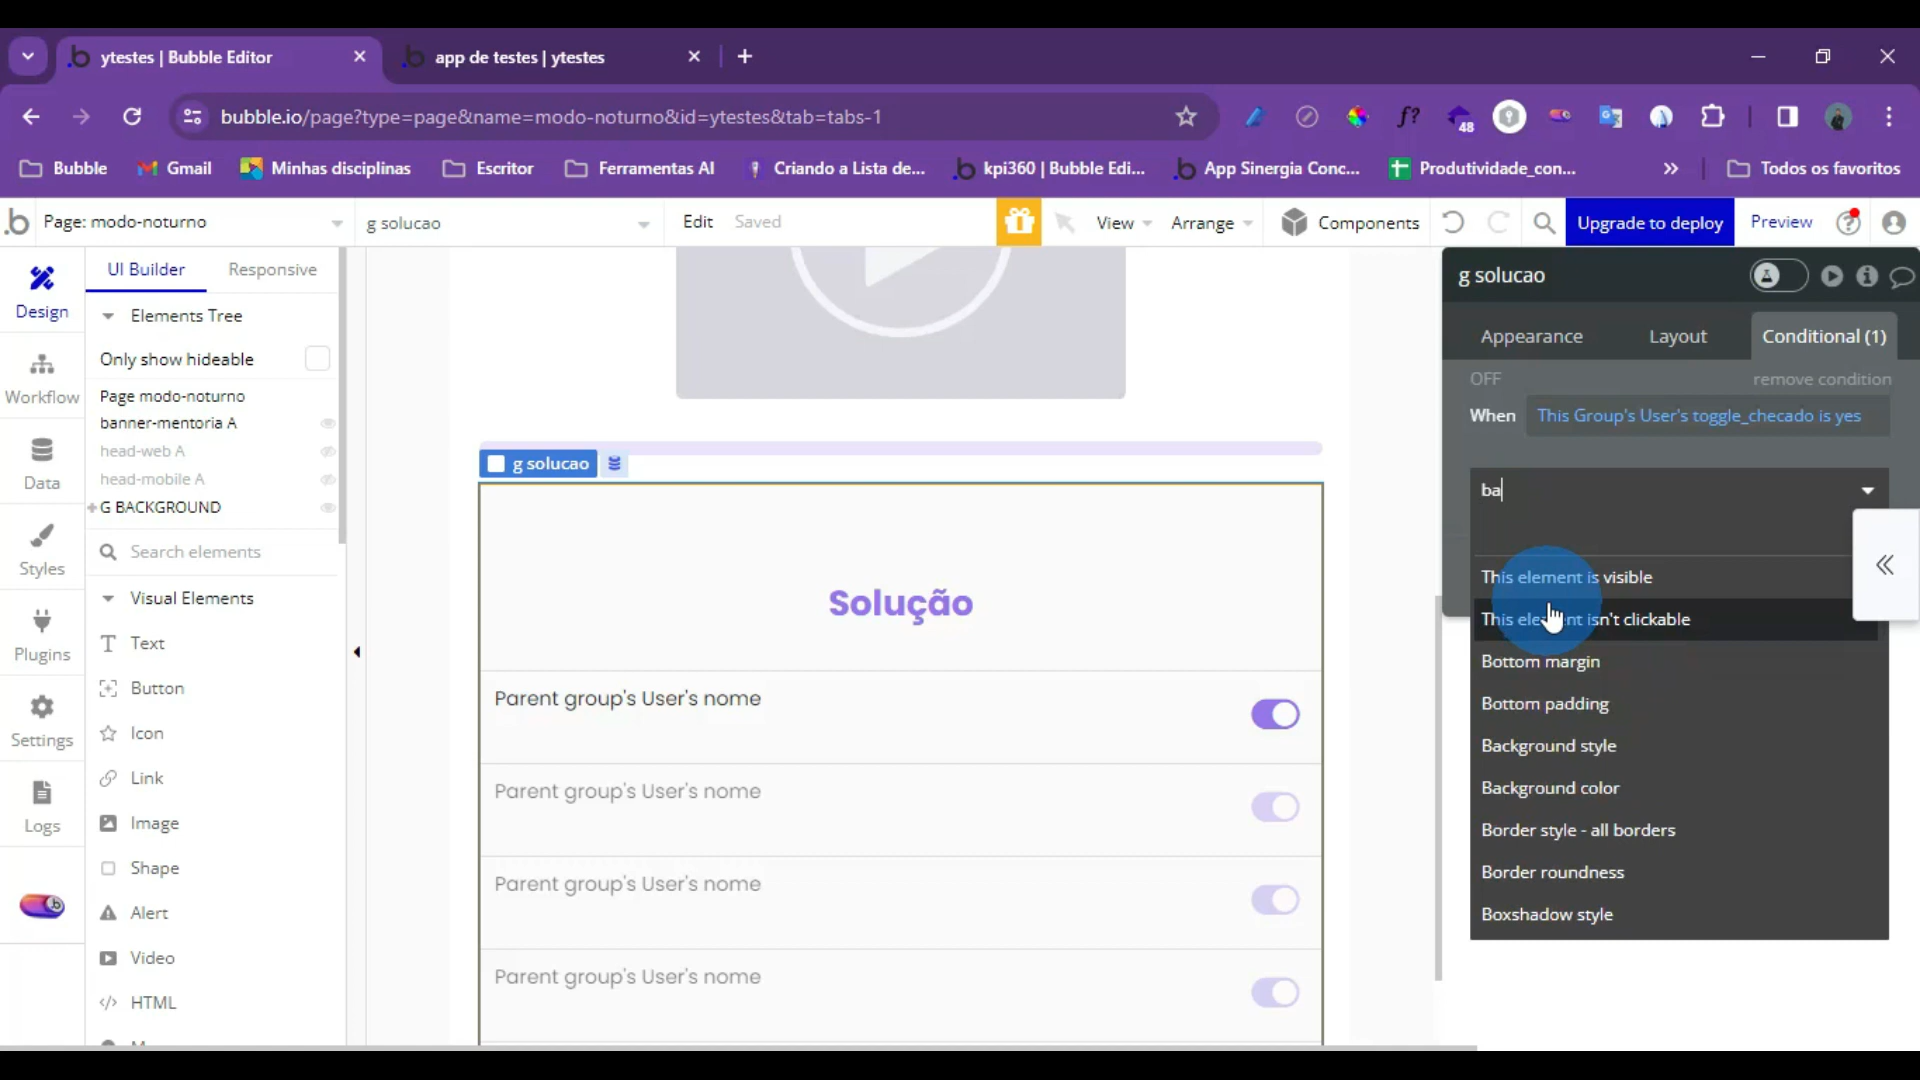 ytestes | Bubble Editor
app de testes | ytestes
bubble.io/page?type=page&name=modo-noturno&id=ytestes&tab=tabs-1
f?
48
Bubble
Gmail
Minhas disciplinas
Escritor
Ferramentas AI
Criando a Lista de...
kpi360 | Bubble Edi...
App Sinergia Conc...
Produtividade_con...
Todos os favoritos
Page: modo-noturno
g solucao
Edit
Saved
View
Arrange
Components
Upgrade to deploy
Preview
Design
Workflow
Data
Styles
Plugins
Settings
Logs
UI Builder
Responsive
Elements Tree
Only show hideable
Page modo-noturno
banner-mentoria A
head-web A
head-mobile A
G BACKGROUND
Search elements
Visual Elements
Text
Button
Icon
Link
Image
Shape
Alert
Video
HTML
g solucao
Solução
Parent group's User's nome
Parent group's User's nome
Parent group's User's nome
Parent group's User's nome
g solucao
Appearance
Layout
Conditional (1)
OFF
remove condition
When
This Group's User's toggle_checado is yes
ba
This element is visible
This element isn't clickable
Bottom margin
Bottom padding
Background style
Background color
Border style - all borders
Border roundness
Boxshadow style